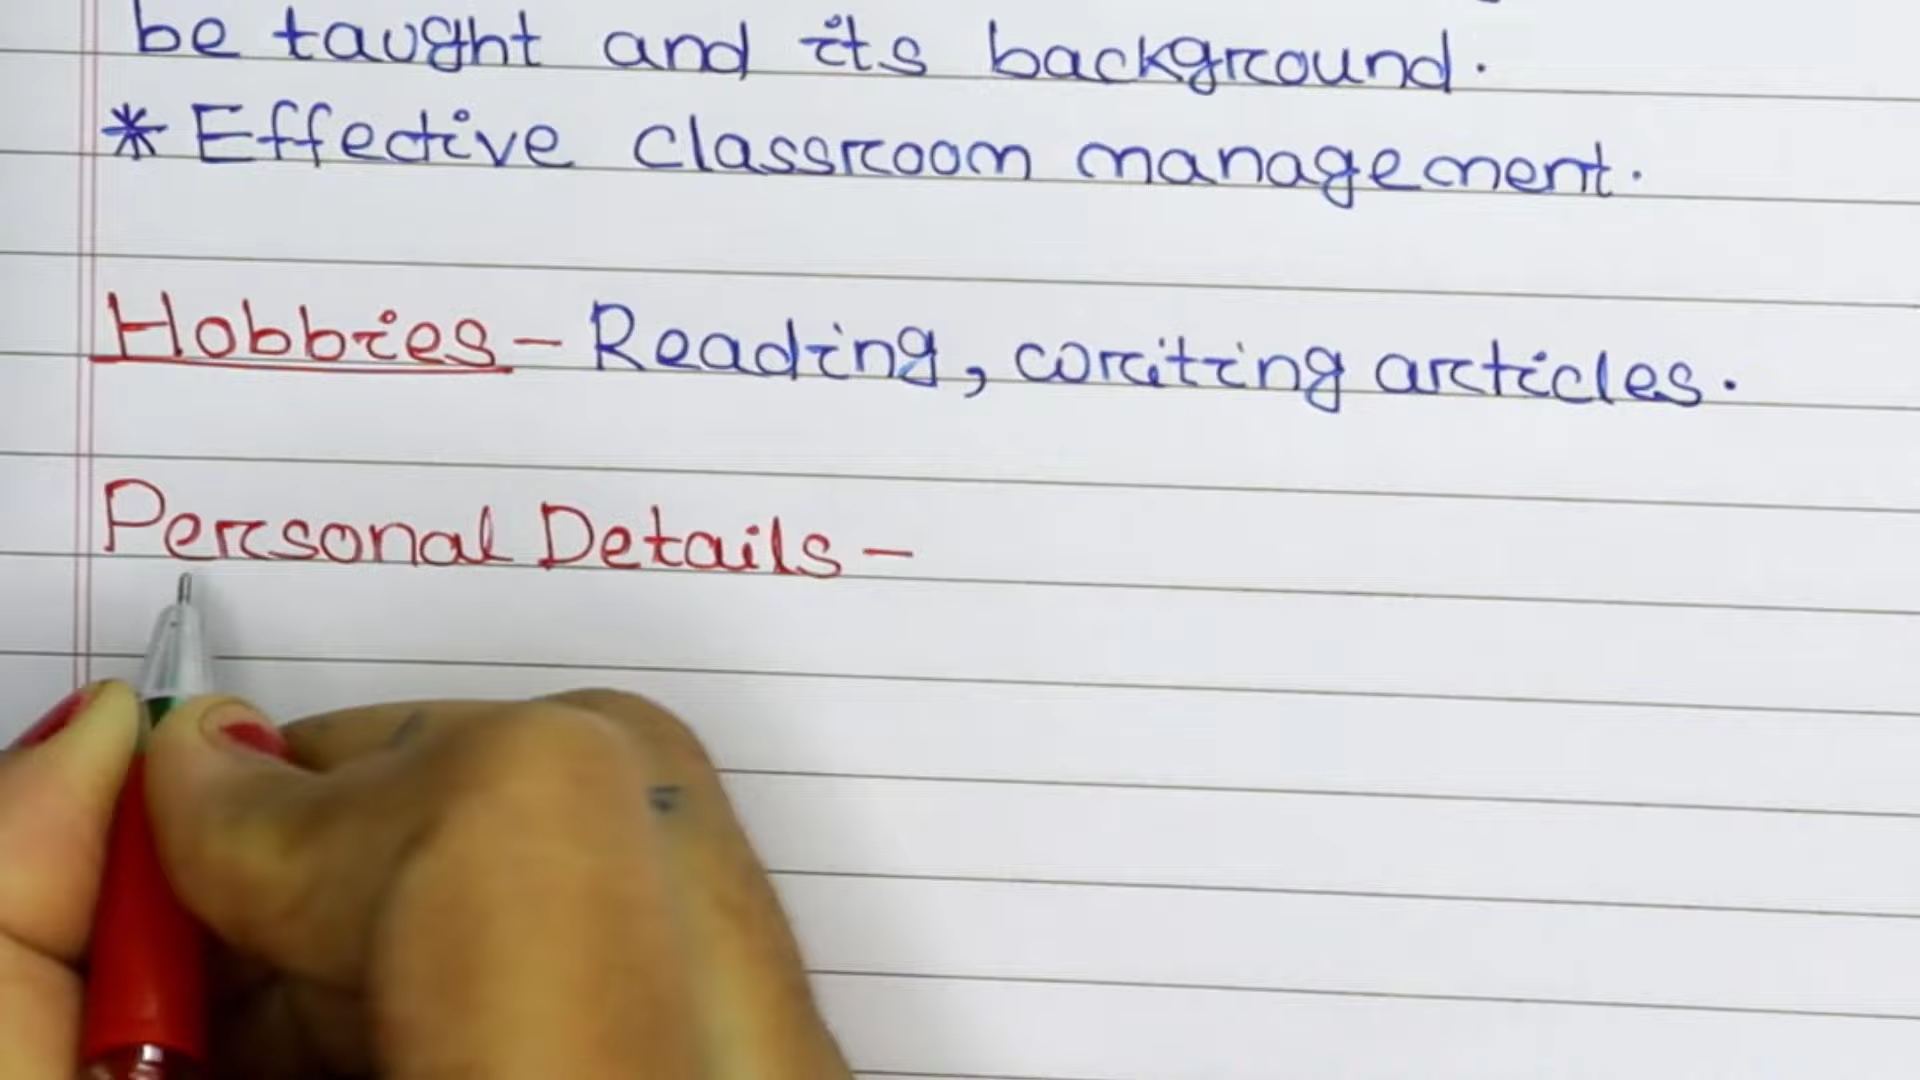 be taught and its background.
* Effective classroom management.
Hobbies - Reading, writing articles.
Personal Details -